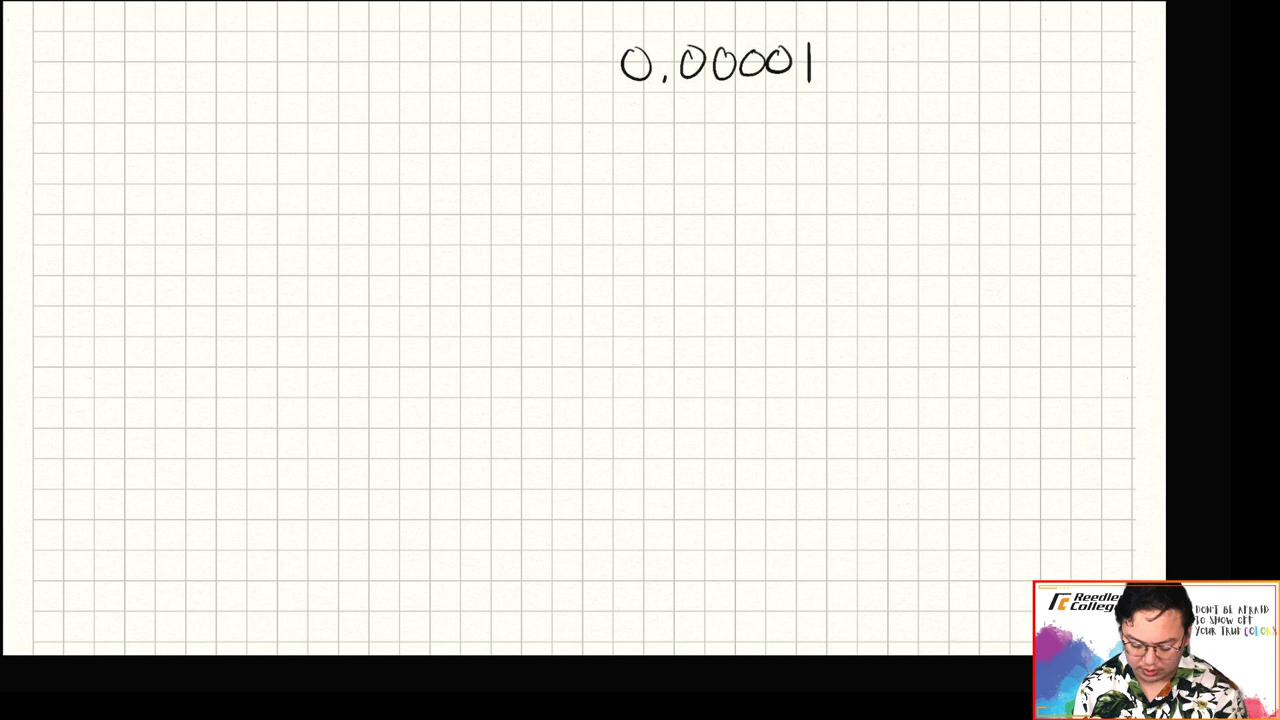 0.00001
Reedley
College
DON'T BE AFRAID
TO SHOW OFF
YOUR TRUE COLORS